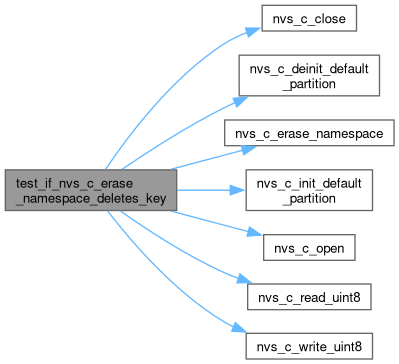 test_if_nvs_c_erase
_namespace_deletes_key
nvs_c_close
nvs_c_deinit_default
_partition
nvs_c_erase_namespace
nvs_c_init_default
_partition
nvs_c_open
nvs_c_read_uint8
nvs_c_write_uint8